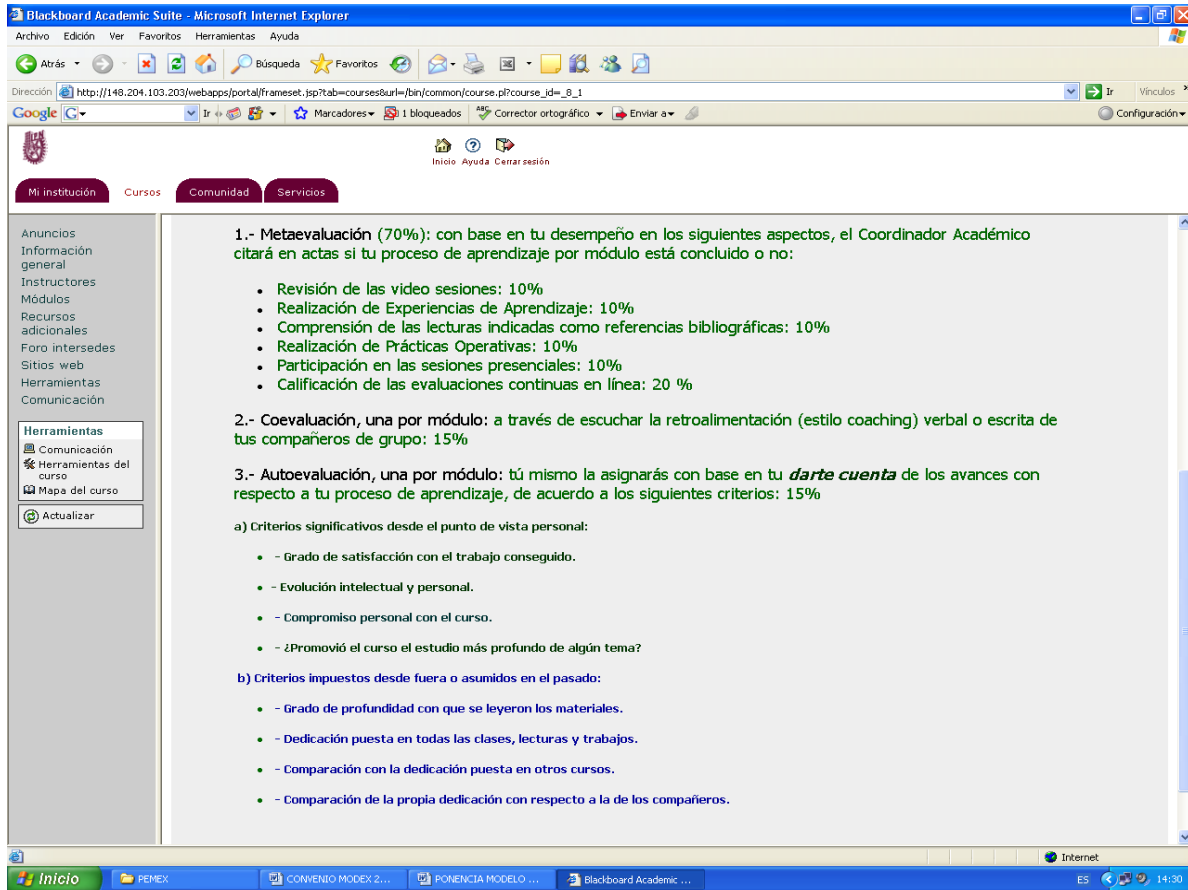 Blackboard Academic Suite - Microsoft Internet Explorer
Archivo Edición Ver Favoritos Herramientas Ayuda
Atrás Búsqueda Favoritos
Dirección http://148.204.103.203/webapps/portal/frameset.jsp?tab=courses&url=/bin/common/course.pl?course_id=_8_1 Ir Vínculos »
Google G Ir Marcadores 1 bloqueados Corrector ortográfico Enviar a Configuración
Inicio Ayuda Cerrar sesión
Mi institución Cursos Comunidad Servicios
Anuncios
Información
general
Instructores
Módulos
Recursos
adicionales
Foro intersedes
Sitios web
Herramientas
Comunicación
Herramientas
Comunicación
Herramientas del
curso
Mapa del curso
Actualizar
1.- Metaevaluación (70%): con base en tu desempeño en los siguientes aspectos, el Coordinador Académico
citará en actas si tu proceso de aprendizaje por módulo está concluido o no:
• Revisión de las video sesiones: 10%
• Realización de Experiencias de Aprendizaje: 10%
• Comprensión de las lecturas indicadas como referencias bibliográficas: 10%
• Realización de Prácticas Operativas: 10%
• Participación en las sesiones presenciales: 10%
• Calificación de las evaluaciones continuas en línea: 20 %
2.- Coevaluación, una por módulo: a través de escuchar la retroalimentación (estilo coaching) verbal o escrita de
tus compañeros de grupo: 15%
3.- Autoevaluación, una por módulo: tú mismo la asignarás con base en tu darte cuenta de los avances con
respecto a tu proceso de aprendizaje, de acuerdo a los siguientes criterios: 15%
a) Criterios significativos desde el punto de vista personal:
• - Grado de satisfacción con el trabajo conseguido.
• - Evolución intelectual y personal.
• - Compromiso personal con el curso.
• - ¿Promovió el curso el estudio más profundo de algún tema?
b) Criterios impuestos desde fuera o asumidos en el pasado:
• - Grado de profundidad con que se leyeron los materiales.
• - Dedicación puesta en todas las clases, lecturas y trabajos.
• - Comparación con la dedicación puesta en otros cursos.
• - Comparación de la propia dedicación con respecto a la de los compañeros.
Internet
Inicio PEMEX CONVENIO MODEX 2... PONENCIA MODELO ... Blackboard Academic ... ES 14:30